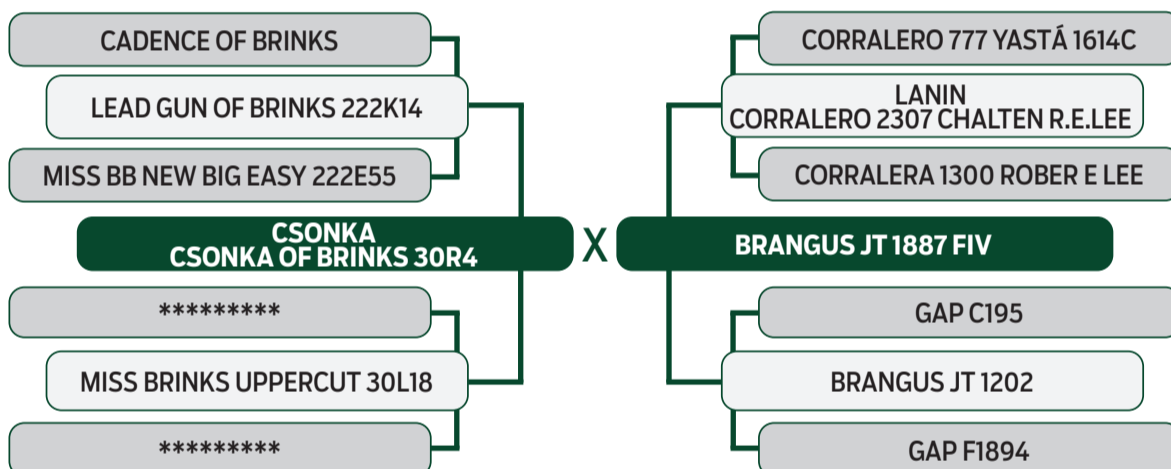 CADENCE OF BRINKS
LEAD GUN OF BRINKS 222K14
MISS BB NEW BIG EASY 222E55
CSONKA
CSONKA OF BRINKS 30R4
*********
MISS BRINKS UPPERCUT 30L18
*********
X
CORRALERO 777 YASTÁ 1614C
LANIN
CORRALERO 2307 CHALTEN R.E.LEE
CORRALERA 1300 ROBER E LEE
BRANGUS JT 1887 FIV
GAP C195
BRANGUS JT 1202
GAP F1894